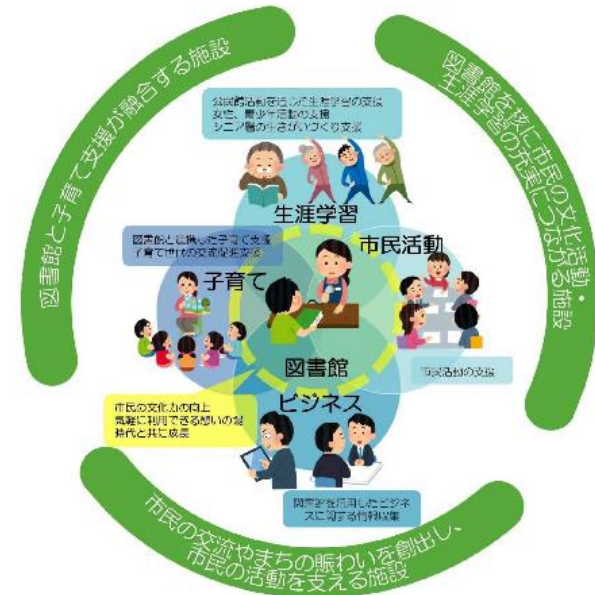 図書館と子育て支援が融合する施設
図書館を核に市民の文化活動・
生涯学習の充実につながる施設
公民館活動を通じた生涯学習の支援
女性、青少年活動の支援
シニア層の生きがいづくり支援
生涯学習
図書館と連携した子育て支援
子育て世代の交流促進支援
子育て
市民活動
市民活動の支援
図書館
ビジネス
市民の文化力の向上
気軽に利用できる憩いの場
時代と共に成長
図書館を活用したビジネ
スに関する情報収集
市民の交流やまちの賑わいを創出し、
市民の活動を支える施設